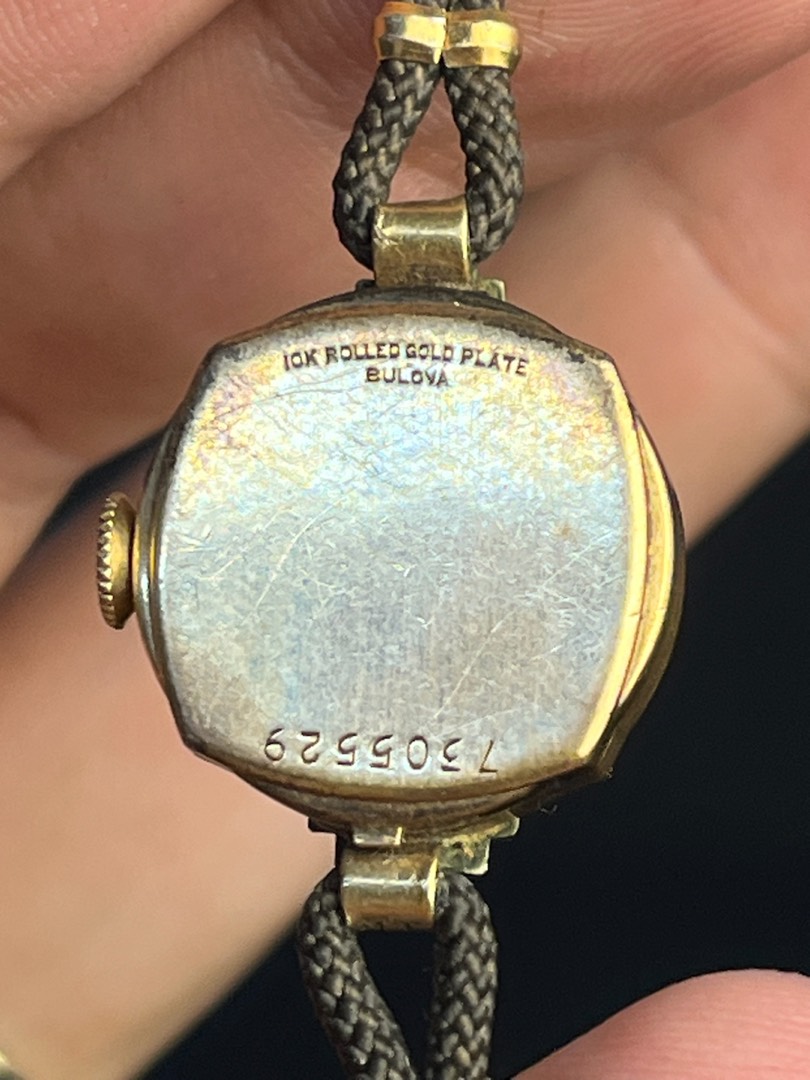 10K ROLLED GOLD PLATE
BULOVA
7305529